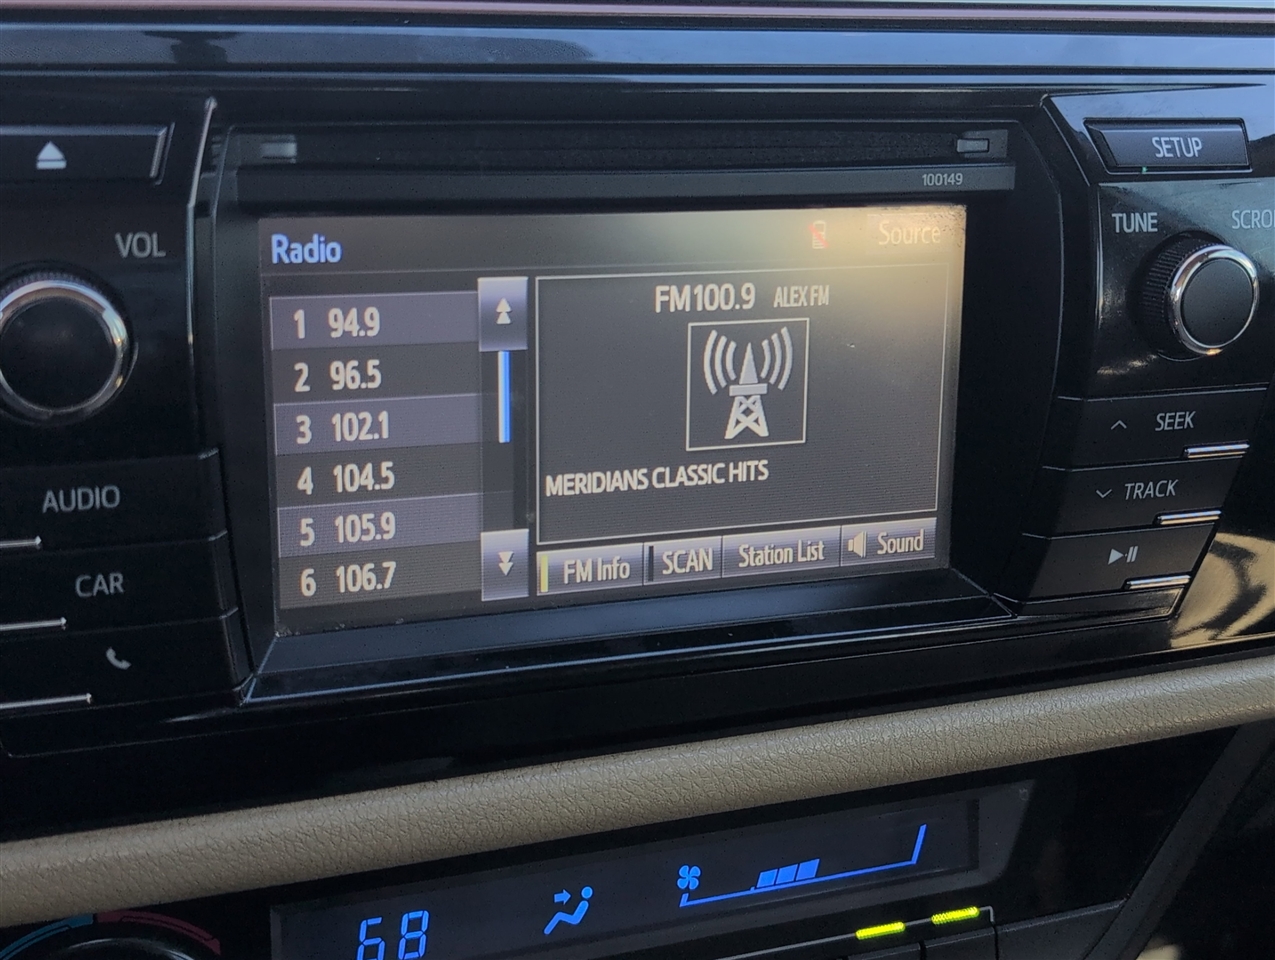 SETUP
100149
VOL
TUNE
Radio
Source
FM100.9 ALEX FM
1 94.9
2 96.5
3 102.1
4 104.5
5 105.9
6 106.7
MERIDIANS CLASSIC HITS
FM Info
SCAN
Station List
Sound
SEEK
TRACK
AUDIO
CAR
68